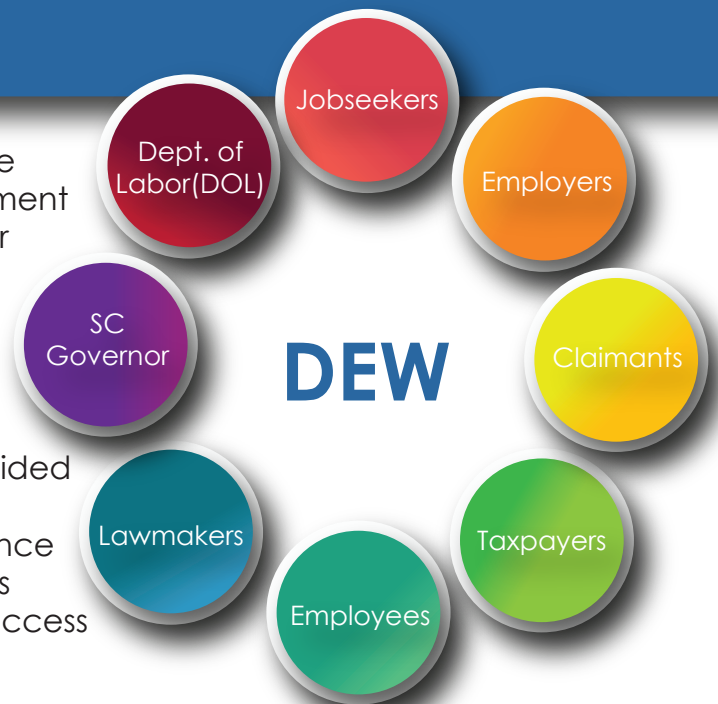 Jobseekers
Employers
Claimants
Taxpayers
Employees
Lawmakers
SC
Governor
Dept. of
Labor(DOL)
DEW